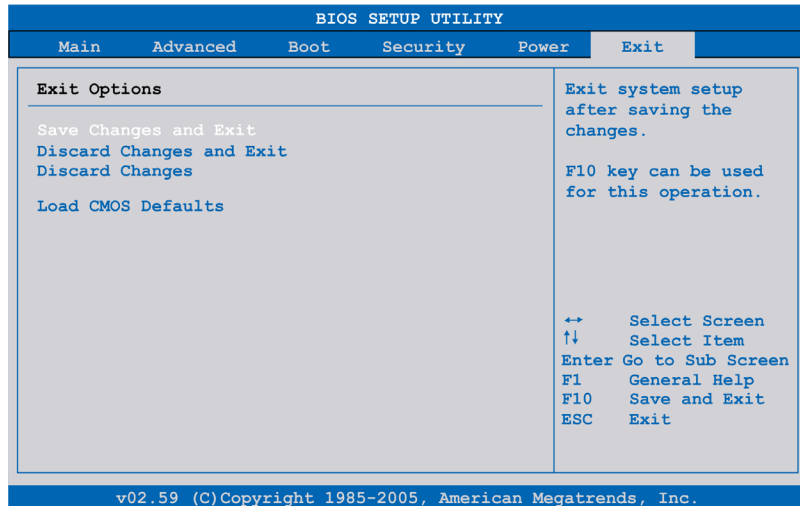 BIOS SETUP UTILITY
Main Advanced Boot Security Power Exit
Exit Options
Save Changes and Exit
Discard Changes and Exit
Discard Changes
Load CMOS Defaults
Exit system setup
after saving the
changes.
F10 key can be used
for this operation.
↔ Select Screen
↑↓ Select Item
Enter Go to Sub Screen
F1 General Help
F10 Save and Exit
ESC Exit
v02.59 (C)Copyright 1985-2005, American Megatrends, Inc.